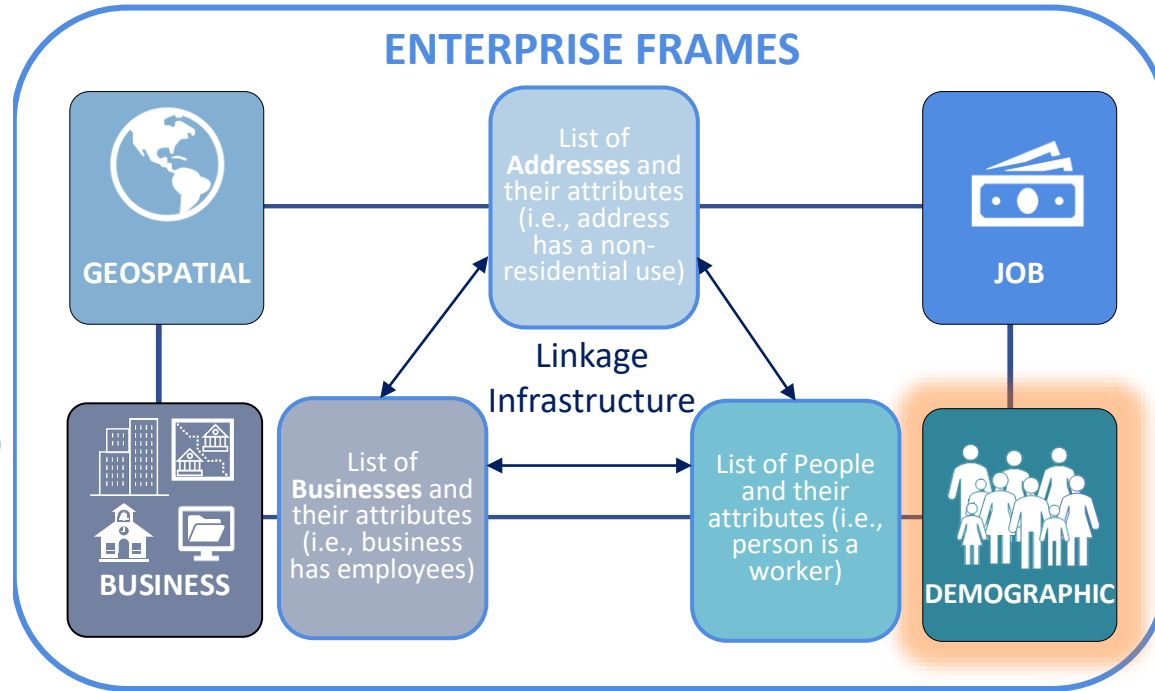 ENTERPRISE FRAMES
GEOSPATIAL
List of
Addresses and
their attributes
(i.e., address
has a non-
residential use)
JOB
Linkage
Infrastructure
BUSINESS
List of
Businesses and
their attributes
(i.e., business
has employees)
List of People
and their
attributes (i.e.,
person is a
worker)
DEMOGRAPHIC